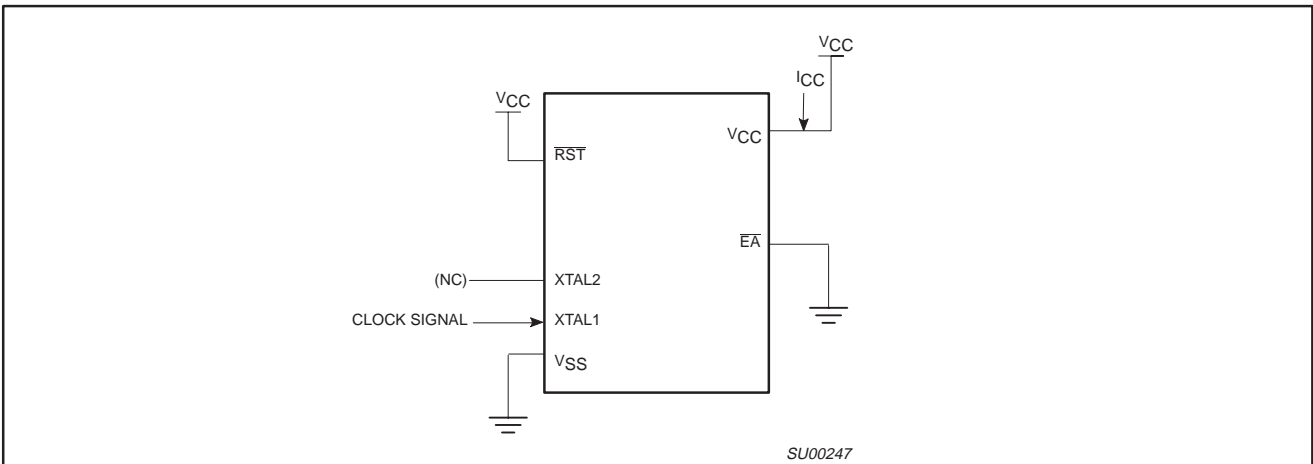 VCC
ICC
VCC
VCC
RST
EA
(NC)
XTAL2
CLOCK SIGNAL
XTAL1
VSS
SU00247